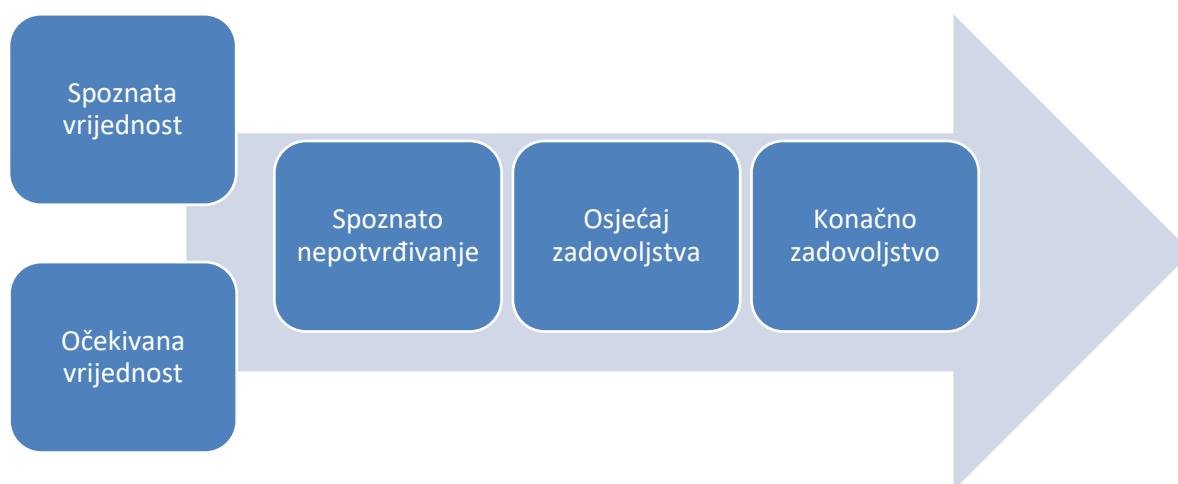 Spoznata
vrijednost
Očekivana
vrijednost
Spoznato
nepotvrđivanje
Osjećaj
zadovoljstva
Konačno
zadovoljstvo